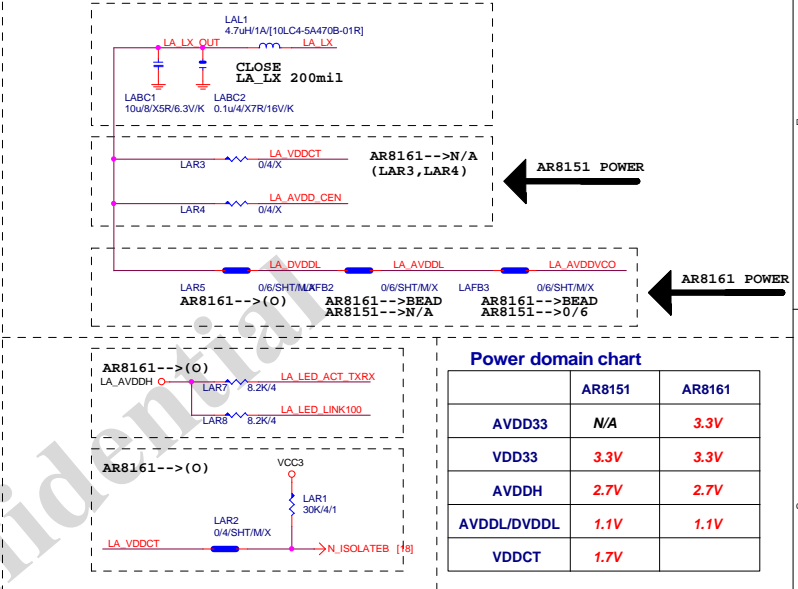 LAL1
4.7uH/1A/[10LC4-5A470B-01R]
LA_LX_OUT
LA_LX
CLOSE
LA_LX 200mil
LABC1
10u/8/X5R/6.3V/K
LABC2
0.1u/4/X7R/16V/K
LA_VDDCT
LAR3
0/4/X
AR8161-->N/A
(LAR3,LAR4)
AR8151 POWER
LA_AVDD_CEN
LAR4
0/4/X
LA_DVDDL
LA_AVDDL
LA_AVDDVCO
LAR5
0/6/SHT/M/X
LAFB2
0/6/SHT/M/X
LAFB3
0/6/SHT/M/X
AR8161 POWER
AR8161-->(O)
AR8161-->BEAD
AR8151-->N/A
AR8161-->BEAD
AR8151-->0/6
AR8161-->(O)
LA_AVDDH
LAR7
8.2K/4
LA_LED_ACT_TXRX
LAR8
8.2K/4
LA_LED_LINK100
AR8161-->(O)
VCC3
LAR1
30K/4/1
LAR2
0/4/SHT/M/X
LA_VDDCT
N_ISOLATEB [18]
Power domain chart
AR8151 AR8161
AVDD33 N/A 3.3V
VDD33 3.3V 3.3V
AVDDH 2.7V 2.7V
AVDDL/DVDDL 1.1V 1.1V
VDDCT 1.7V